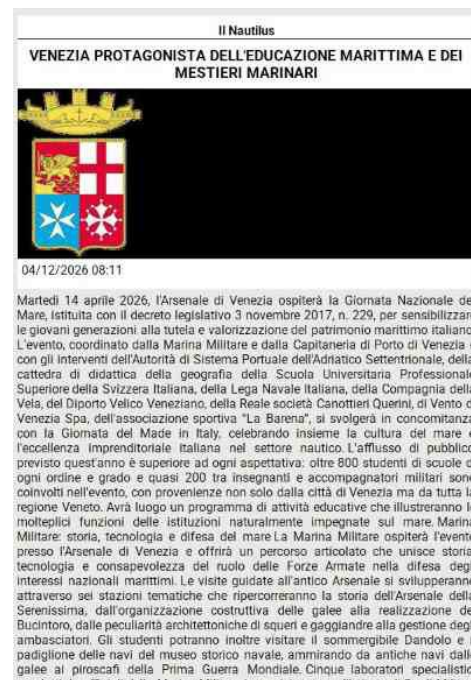 Il Nautilus
VENEZIA PROTAGONISTA DELL'EDUCAZIONE MARITTIMA E DEI
MESTIERI MARINARI
04/12/2026 08:11
Martedì 14 aprile 2026, l'Arsenale di Venezia ospiterà la Giornata Nazionale del
Mare, istituita con il decreto legislativo 3 novembre 2017, n. 229, per sensibilizzare
le giovani generazioni alla tutela e valorizzazione del patrimonio marittimo italiano.
L'evento, coordinato dalla Marina Militare e dalla Capitaneria di Porto di Venezia
con gli interventi dell'Autorità di Sistema Portuale dell'Adriatico Settentrionale, della
cattedra di didattica della geografia della Scuola Universitaria Professionale
Superiore della Svizzera Italiana, della Lega Navale Italiana, della Compagnia della
Vela, del Diporto Velico Veneziano, della Reale società Canottieri Querini, di Vento di
Venezia Spa, dell'associazione sportiva "La Barena", si svolgerà in concomitanza
con la Giornata del Made in Italy, celebrando insieme la cultura del mare e
l'eccellenza imprenditoriale italiana nel settore nautico. L'afflusso di pubblico
previsto quest'anno è superiore ad ogni aspettativa: oltre 800 studenti di scuole di
ogni ordine e grado e quasi 200 tra insegnanti e accompagnatori militari sono
coinvolti nell'evento, con provenienze non solo dalla città di Venezia ma da tutta la
regione Veneto. Avrà luogo un programma di attività educative che illustreranno le
molteplici funzioni delle istituzioni naturalmente impegnate sul mare. Marina
Militare: storia, tecnologia e difesa del mare La Marina Militare ospiterà l'evento
presso l'Arsenale di Venezia e offrirà un percorso articolato che unisce storia,
tecnologia e consapevolezza del ruolo delle Forze Armate nella difesa degli
interessi nazionali marittimi. Le visite guidate all'antico Arsenale si svilupperanno
attraverso sei stazioni tematiche che ripercorreranno la storia dell'Arsenale della
Serenissima, dall'organizzazione costruttiva delle galee alla realizzazione del
Bucintoro, dalle peculiarità architettoniche di squeri e gaggiandre alla gestione degli
ambasciatori. Gli studenti potranno inoltre visitare il sommergibile Dandolo e il
padiglione delle navi del museo storico navale, ammirando da antiche navi dalle
galee ai piroscafi della Prima Guerra Mondiale. Cinque laboratori specialistici